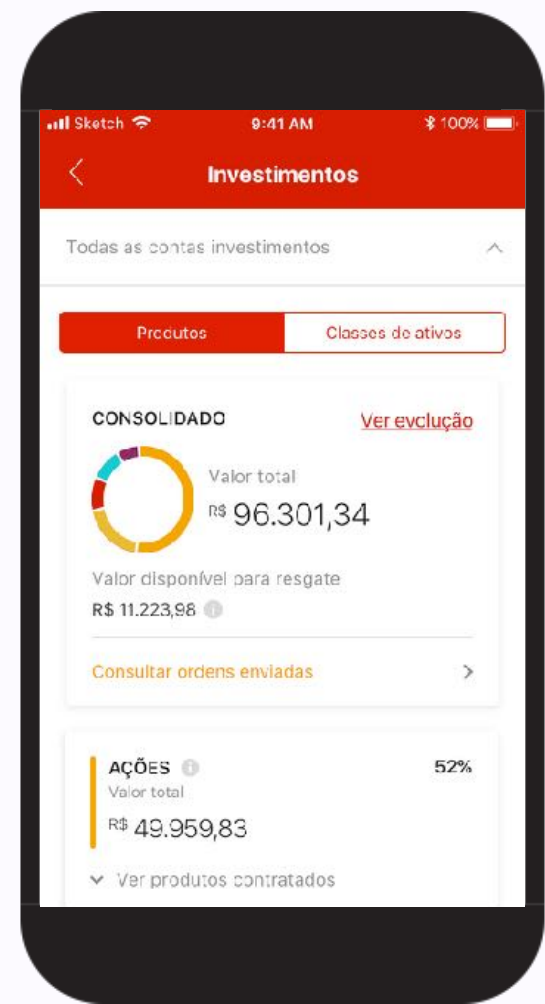 Sketch 9:41 AM 100%
Investimentos
Todas as contas investimentos
Produtos Classes de ativos
CONSOLIDADO Ver evolução
Valor total
R$ 96.301,34
Valor disponível para resgate
R$ 11.223,98
Consultar ordens enviadas
AÇÕES 52%
Valor total
R$ 49.959,83
Ver produtos contratados